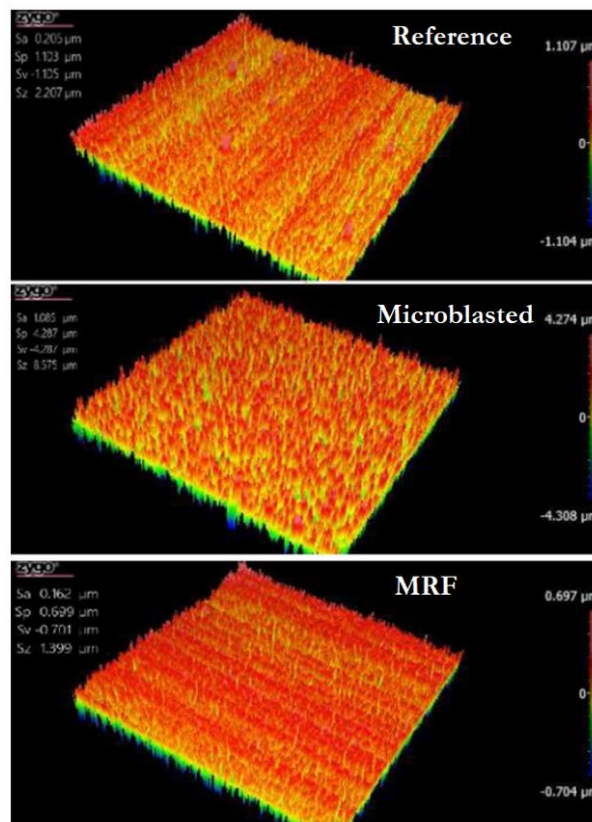 zygo®
Sa 0.205 μm
Sp 1.103 μm
Sv -1.105 μm
Sz 2.207 μm
Reference
1.107 μm
0
-1.104 μm
zygo®
Sa 1.085 μm
Sp 4.287 μm
Sv -4.287 μm
Sz 8.575 μm
Microblasted
4.274 μm
0
-4.308 μm
zygo®
Sa 0.162 μm
Sp 0.699 μm
Sv -0.701 μm
Sz 1.399 μm
MRF
0.697 μm
0
-0.704 μm